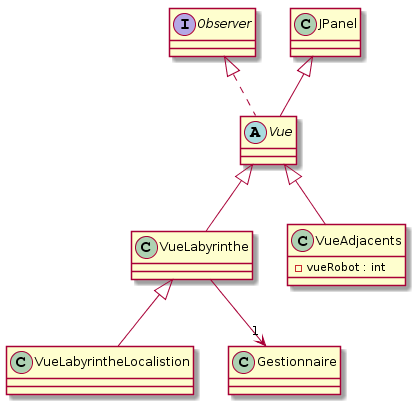 I Observer
C JPanel
A Vue
C VueLabyrinthe
C VueAdjacents
vueRobot : int
1
C VueLabyrintheLocalistion
C Gestionnaire